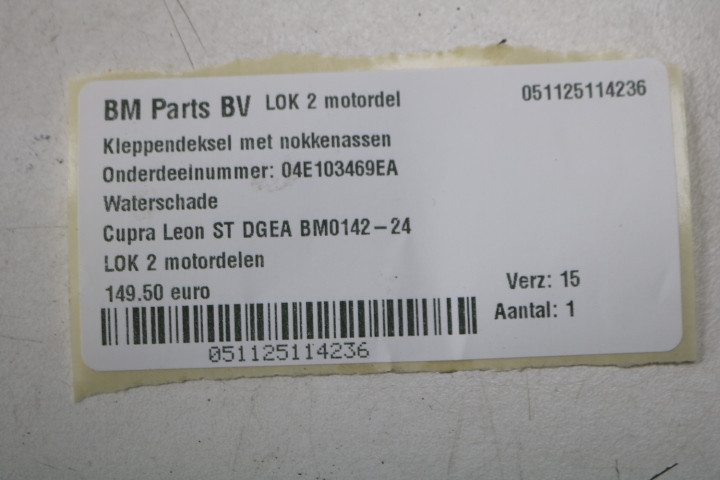 BM Parts BV LOK 2 motordel 051125114236
Kleppendeksel met nokkenassen
Onderdeelnummer: 04E103469EA
Waterschade
Cupra Leon ST DGEA BM0142-24
LOK 2 motordelen
149.50 euro Verz: 15
Aantal: 1
051125114236